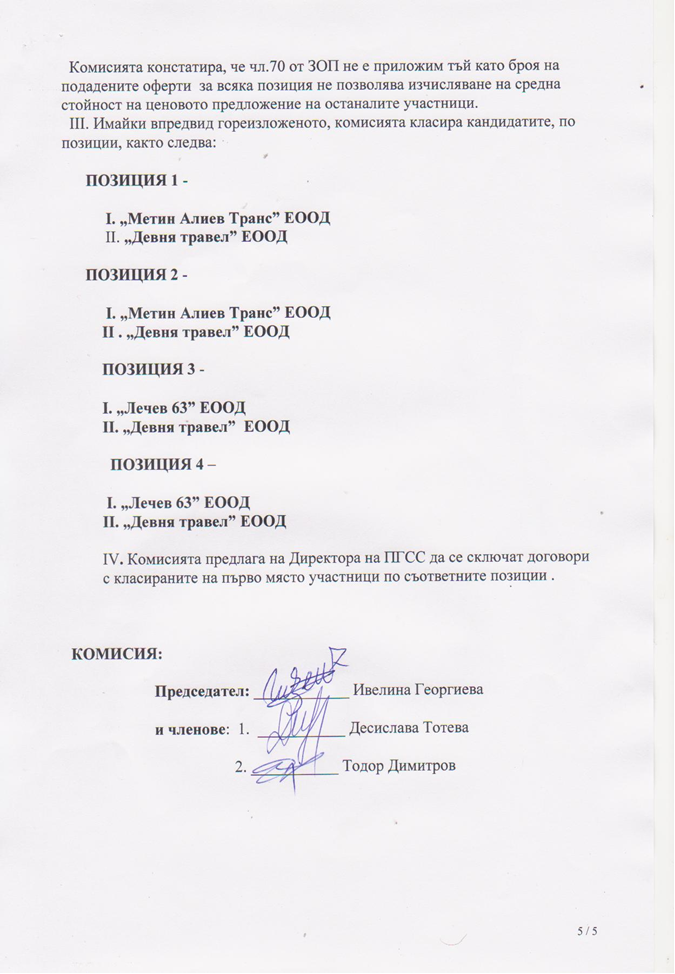 Комисията констатира, че чл.70 от ЗОП не е приложим тъй като броя на
подадените оферти за всяка позиция не позволява изчисляване на средна
стойност на ценовото предложение на останалите участници.
III. Имайки впредвид гореизложеното, комисията класира кандидатите, по
позиции, както следва:
ПОЗИЦИЯ 1 -
I. „Метин Алиев Транс” ЕООД
II. „Девня травел” ЕООД
ПОЗИЦИЯ 2 -
I. „Метин Алиев Транс” ЕООД
II . „Девня травел” ЕООД
ПОЗИЦИЯ 3 -
I. „Лечев 63” ЕООД
II. „Девня травел” ЕООД
ПОЗИЦИЯ 4 –
I. „Лечев 63” ЕООД
II. „Девня травел” ЕООД
IV. Комисията предлага на Директора на ПГСС да се сключат договори
с класираните на първо място участници по съответните позиции .
КОМИСИЯ:
Председател: ____________ Ивелина Георгиева
и членове: 1. ___________ Десислава Тотева
2. ___________ Тодор Димитров
5 / 5